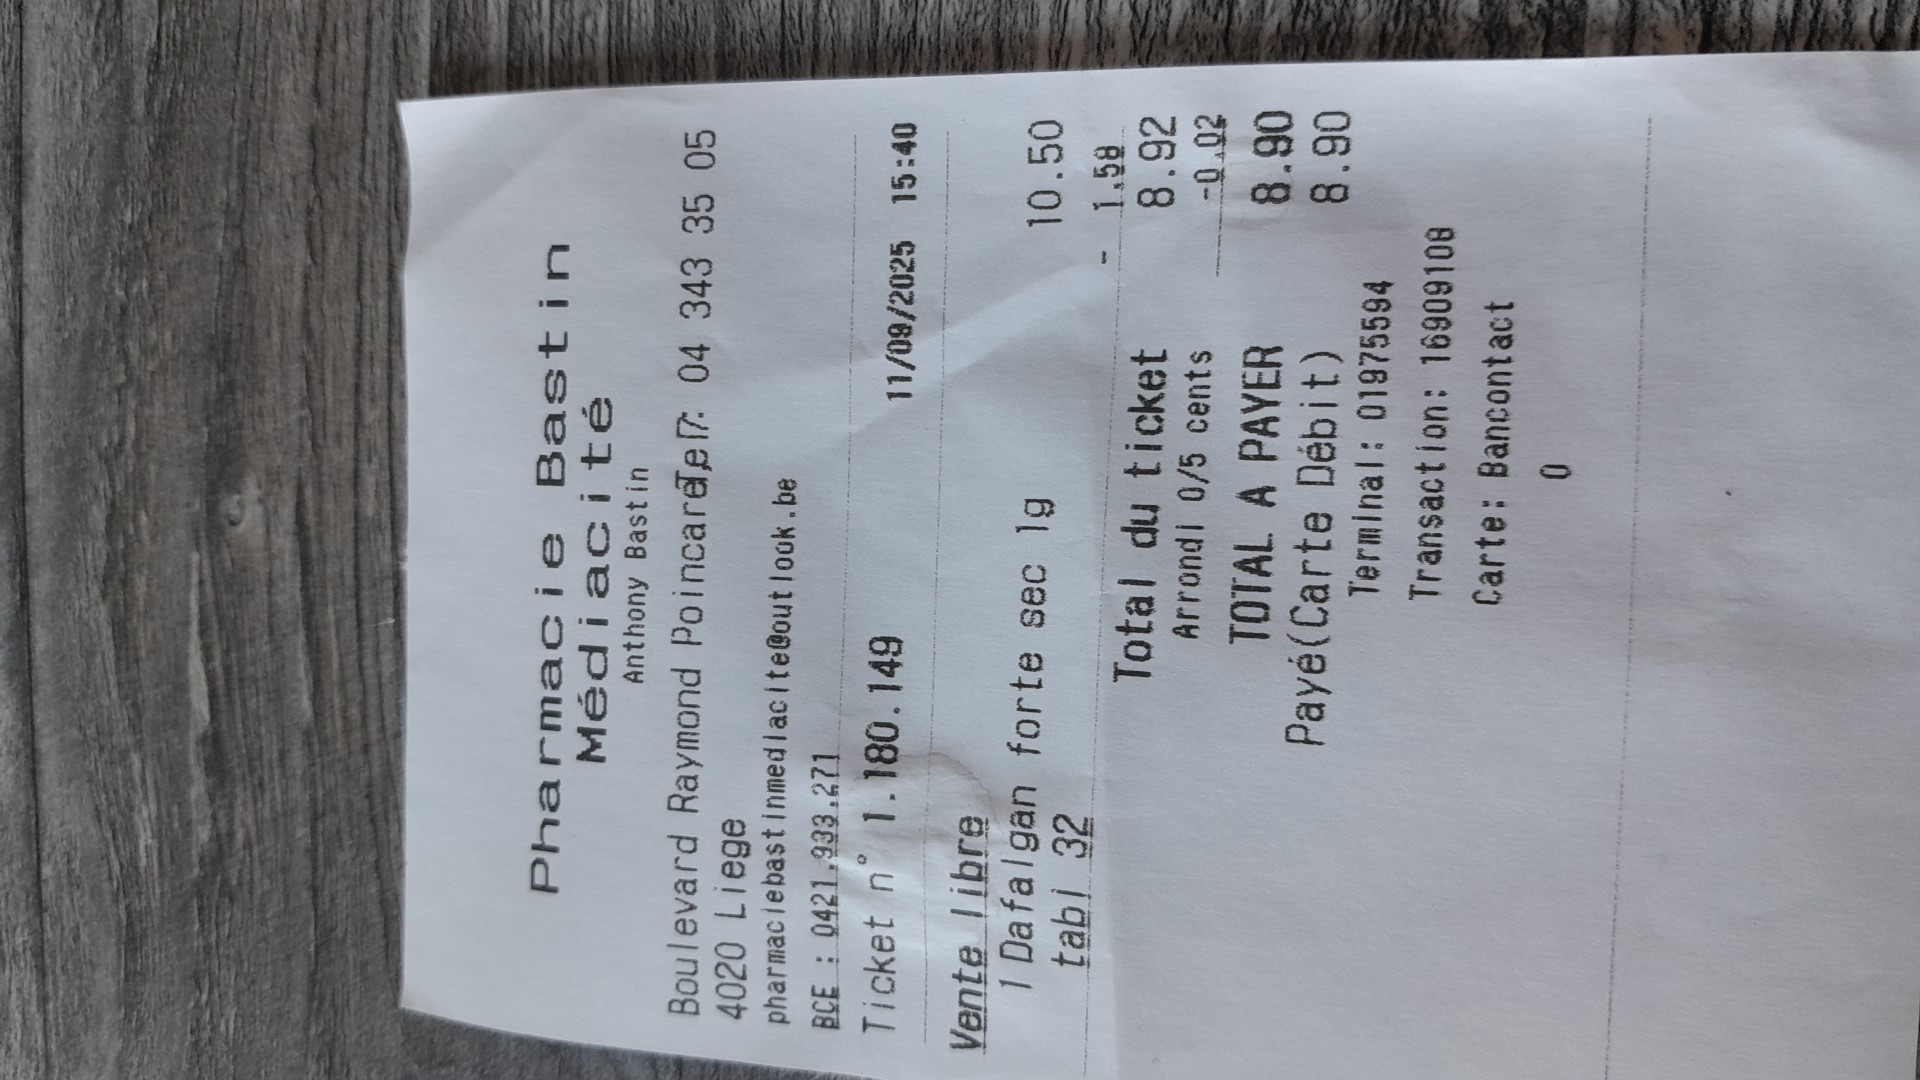 Pharmacie Bastin
Médiacité
Anthony Bastin
Boulevard Raymond Poincaré, 7
Tel : 04 343 35 05
4020 Liege
pharmaciebastinmediacite@outlook.be
BCE : 0421.933.271
Ticket n° 1.180.149 11/09/2025 15:40
Vente libre
1 Dafalgan forte sec 1g 10.50
tabl 32
- 1.58
Total du ticket 8.92
Arrondi 0/5 cents -0.02
TOTAL A PAYER 8.90
Payé(Carte Débit) 8.90
Terminal: 01975594
Transaction: 16909108
Carte: Bancontact
0